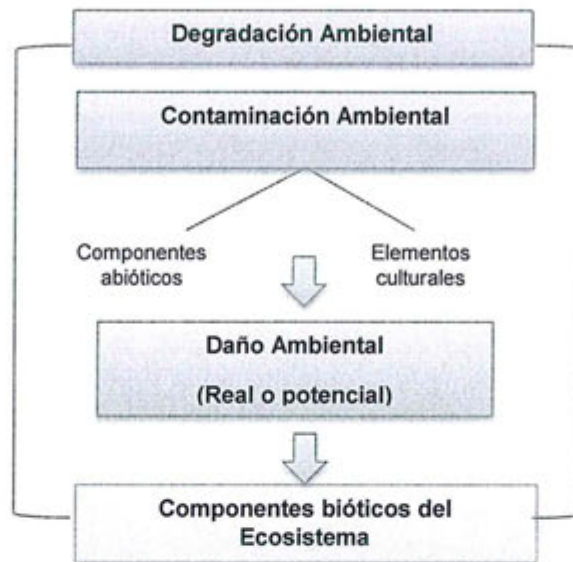 Degradación Ambiental
Contaminación Ambiental
Componentes
abióticos
Elementos
culturales
Daño Ambiental
(Real o potencial)
Componentes bióticos del
Ecosistema